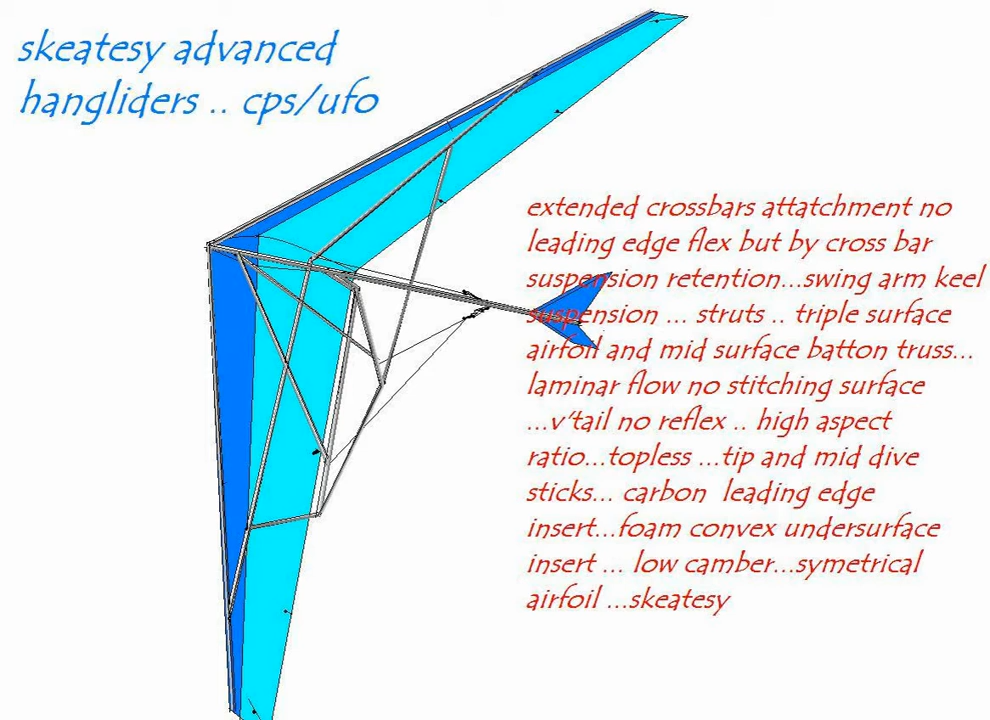 skeatesy advanced
hangliders .. cps/ufo
extended crossbars attatchment no
leading edge flex but by cross bar
suspension retention...swing arm keel
suspension ... struts .. triple surface
airfoil and mid surface batton truss...
laminar flow no stitching surface
...v'tail no reflex .. high aspect
ratio...topless ...tip and mid dive
sticks... carbon leading edge
insert...foam convex undersurface
insert ... low camber...symetrical
airfoil ...skeatesy